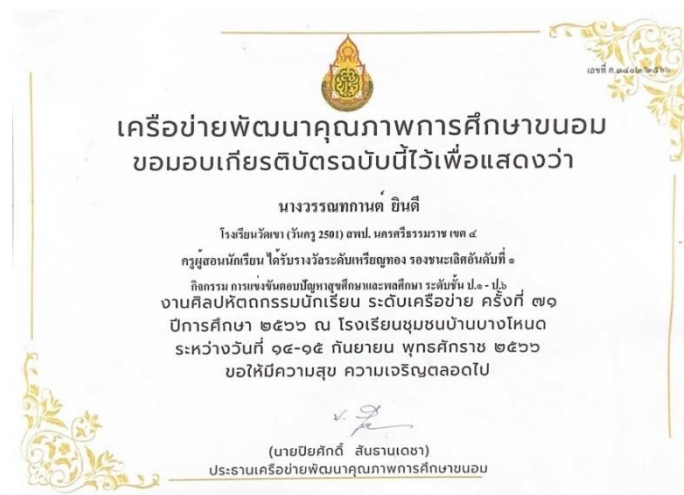 เลขที่
เครือข่ายพัฒนาคุณภาพการศึกษาขนอม
ขอมอบเกียรติบัตรฉบับนี้ไว้เพื่อแสดงว่า
นางวรรณทกานต์ ยินดี
โรงเรียนวัดเขา (วันครู 2501) สพป. นครศรีธรรมราช เขต ๔
ครูผู้สอนนักเรียน ได้รับรางวัลระดับเหรียญทอง รองชนะเลิศอันดับที่ ๑
กิจกรรม การแข่งขันตอบปัญหาสุขศึกษาและพลศึกษา ระดับชั้น ป.๑ - ป.๖
งานศิลปหัตถกรรมนักเรียน ระดับเครือข่าย ครั้งที่ ๗๑
ปีการศึกษา ๒๕๖๖ ณ โรงเรียนชุมชนบ้านบางโหนด
ระหว่างวันที่ ๑๔-๑๕ กันยายน พุทธศักราช ๒๕๖๖
ขอให้มีความสุข ความเจริญตลอดไป
(นายปิยศักดิ์ สันธานเดชา)
ประธานเครือข่ายพัฒนาคุณภาพการศึกษาขนอม